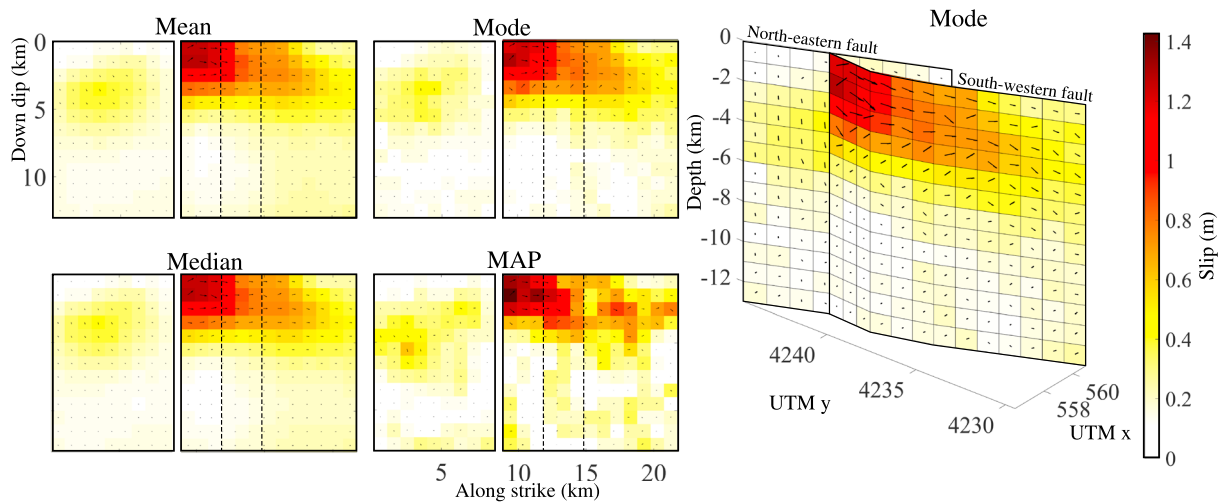 Mean
Mode
Mode
0
5
10
Down dip (km)
Median
MAP
5
10
15
20
Along strike (km)
North-eastern fault
South-western fault
0
-2
-4
-6
-8
-10
-12
Depth (km)
4240
4235
4230
UTM y
560
558
UTM x
1.4
1.2
1
0.8
0.6
0.4
0.2
0
Slip (m)